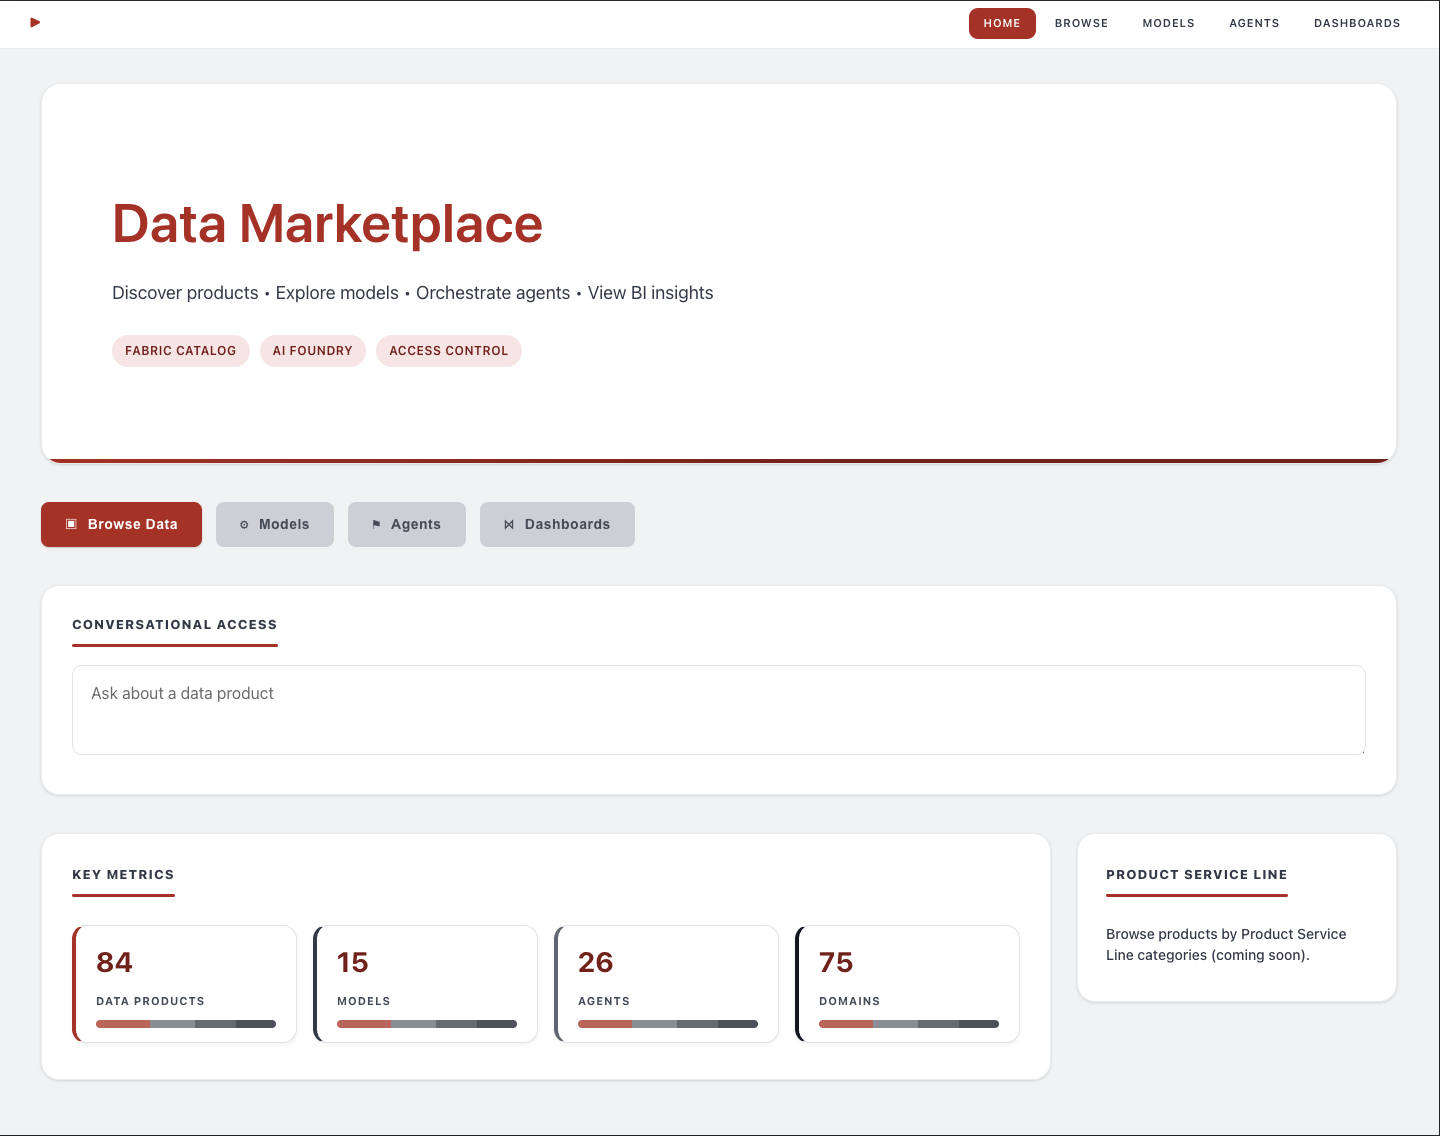 HOME BROWSE MODELS AGENTS DASHBOARDS
Data Marketplace
Discover products • Explore models • Orchestrate agents • View BI insights
FABRIC CATALOG AI FOUNDRY ACCESS CONTROL
Browse Data Models Agents Dashboards
CONVERSATIONAL ACCESS
Ask about a data product
KEY METRICS
84
DATA PRODUCTS
15
MODELS
26
AGENTS
75
DOMAINS
PRODUCT SERVICE LINE
Browse products by Product Service
Line categories (coming soon).